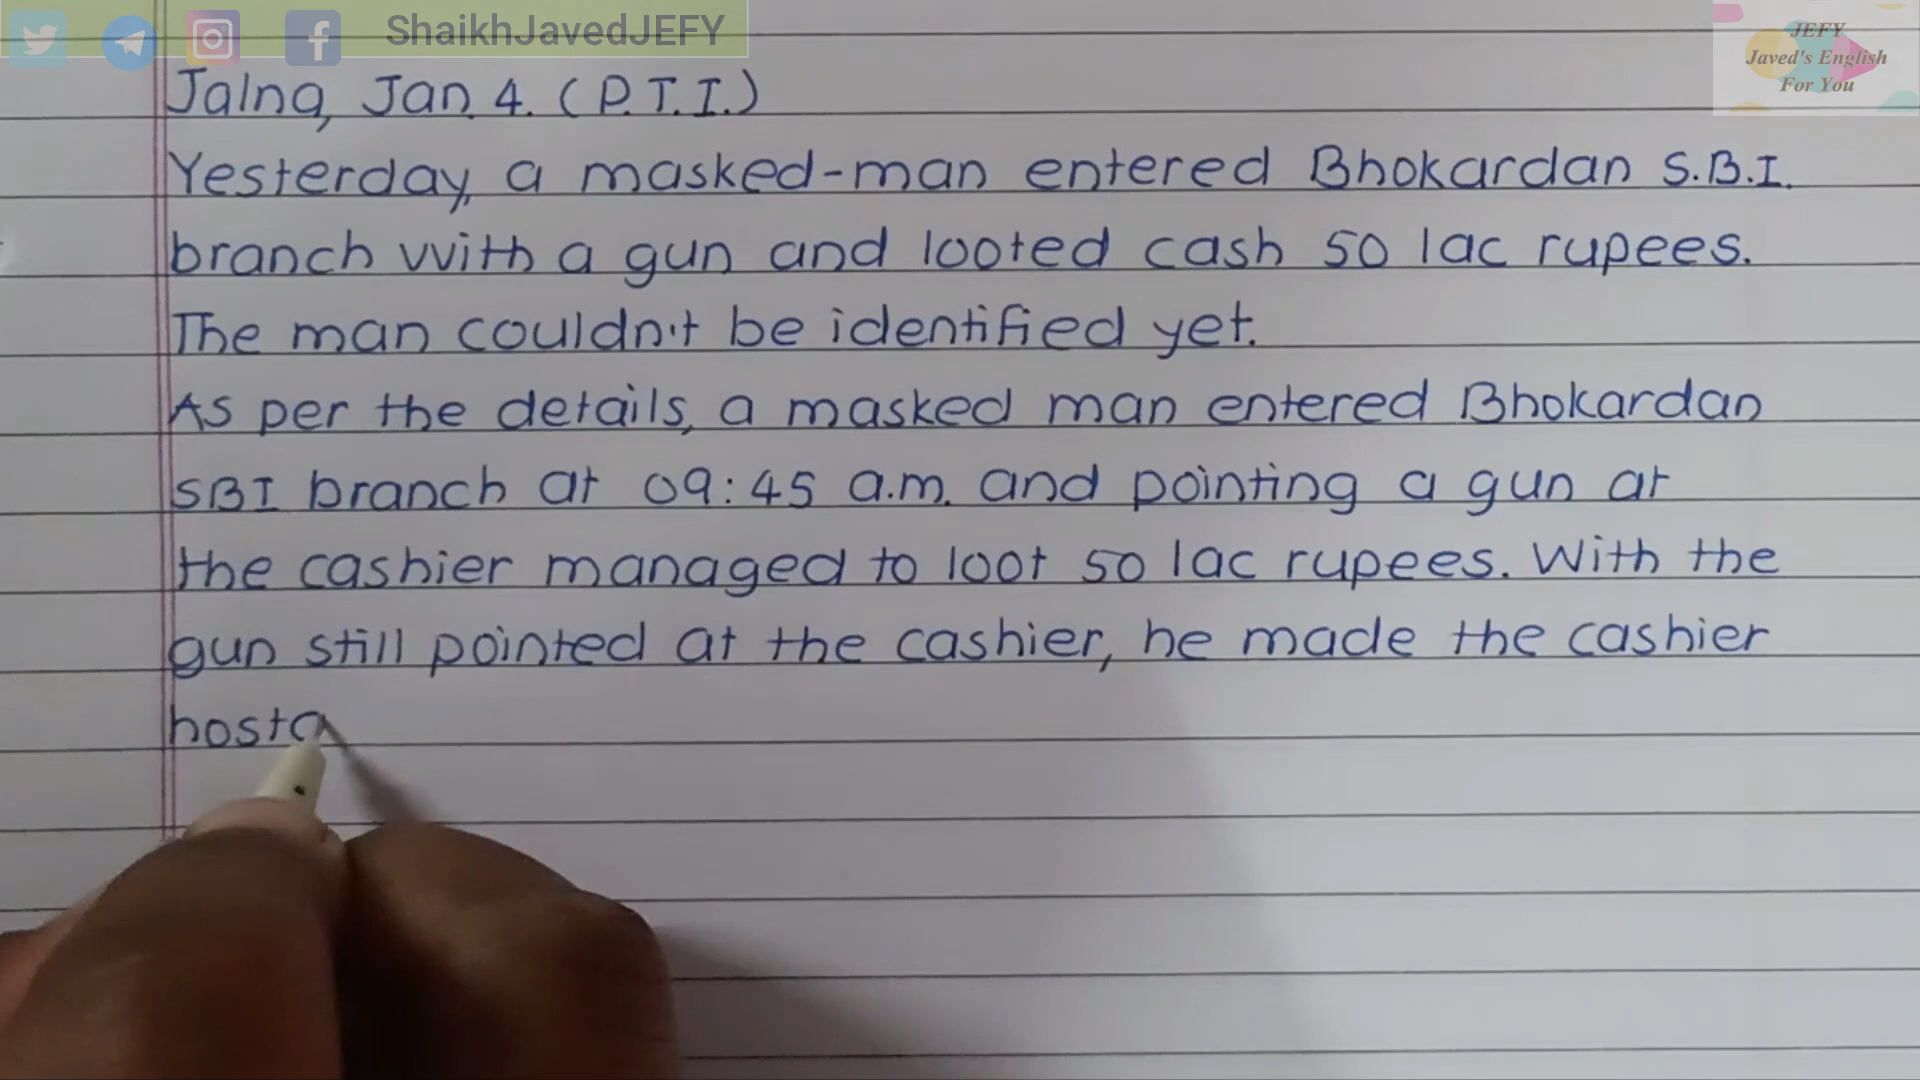 ShaikhJavedJEFY
JEFY
Javed's English
For You
Jalna, Jan. 4. (P.T.I.)
Yesterday, a masked-man entered Bhokardan S.B.I.
branch with a gun and looted cash 50 lac rupees.
The man couldn't be identified yet.
As per the details, a masked man entered Bhokardan
SBI branch at 09:45 a.m. and pointing a gun at
the cashier managed to loot 50 lac rupees. With the
gun still pointed at the cashier, he made the cashier
hosta